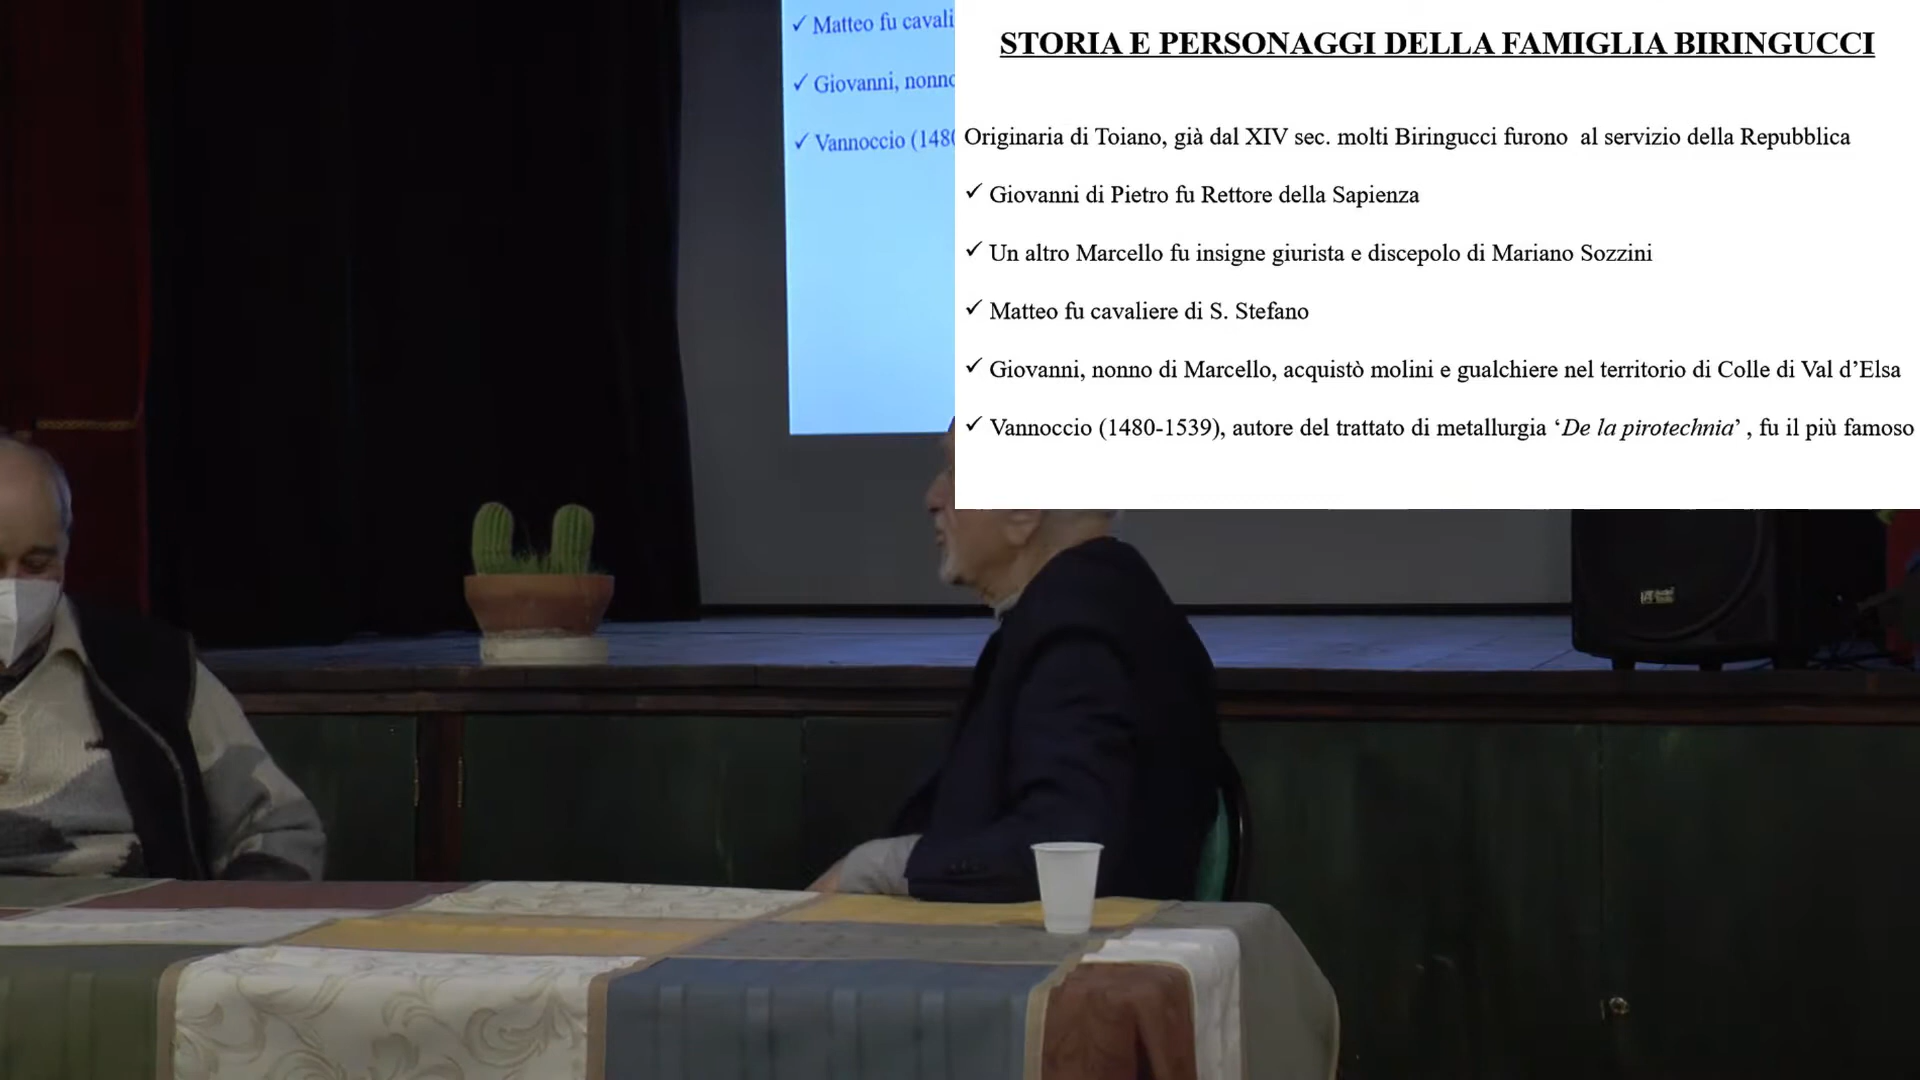 ✓ Matteo fu cavali
✓ Giovanni, nonno
✓ Vannoccio (1480
STORIA E PERSONAGGI DELLA FAMIGLIA BIRINGUCCI
Originaria di Toiano, già dal XIV sec. molti Biringucci furono al servizio della Repubblica
✓ Giovanni di Pietro fu Rettore della Sapienza
✓ Un altro Marcello fu insigne giurista e discepolo di Mariano Sozzini
✓ Matteo fu cavaliere di S. Stefano
✓ Giovanni, nonno di Marcello, acquistò molini e gualchiere nel territorio di Colle di Val d’Elsa
✓ Vannoccio (1480-1539), autore del trattato di metallurgia ‘De la pirotechnia’ , fu il più famoso